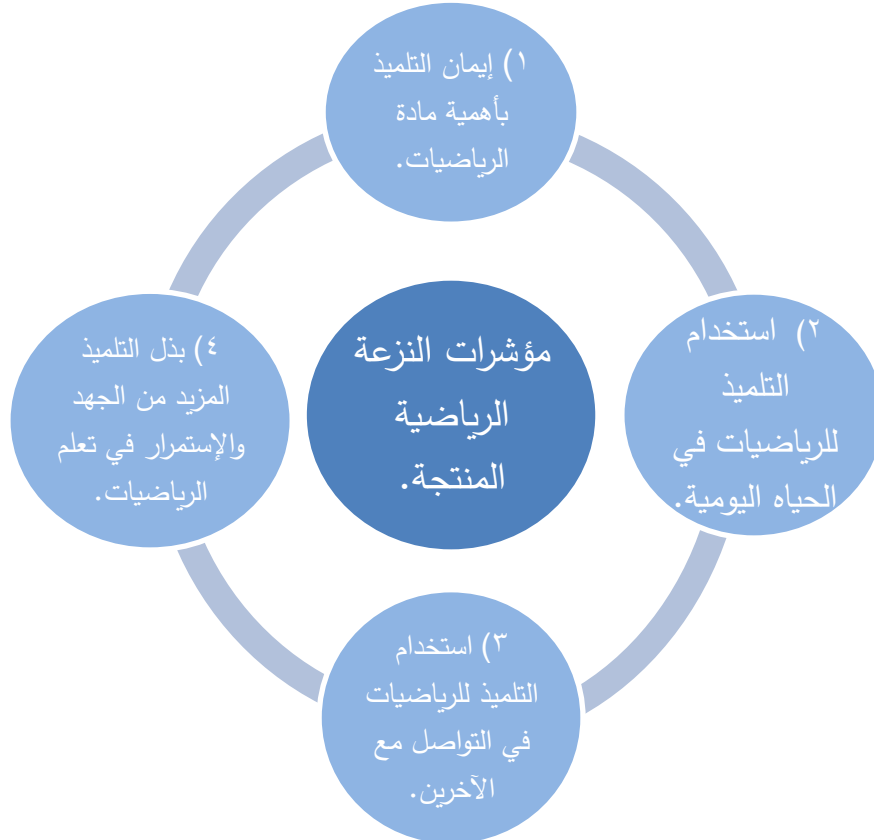 ١) إيمان التلميذ
بأهمية مادة
الرياضيات.
مؤشرات النزعة
الرياضية
المنتجة.
٢) استخدام
التلميذ
للرياضيات في
الحياه اليومية.
٣) استخدام
التلميذ للرياضيات
في التواصل مع
الآخرين.
٤) بذل التلميذ
المزيد من الجهد
والإستمرار في تعلم
الرياضيات.